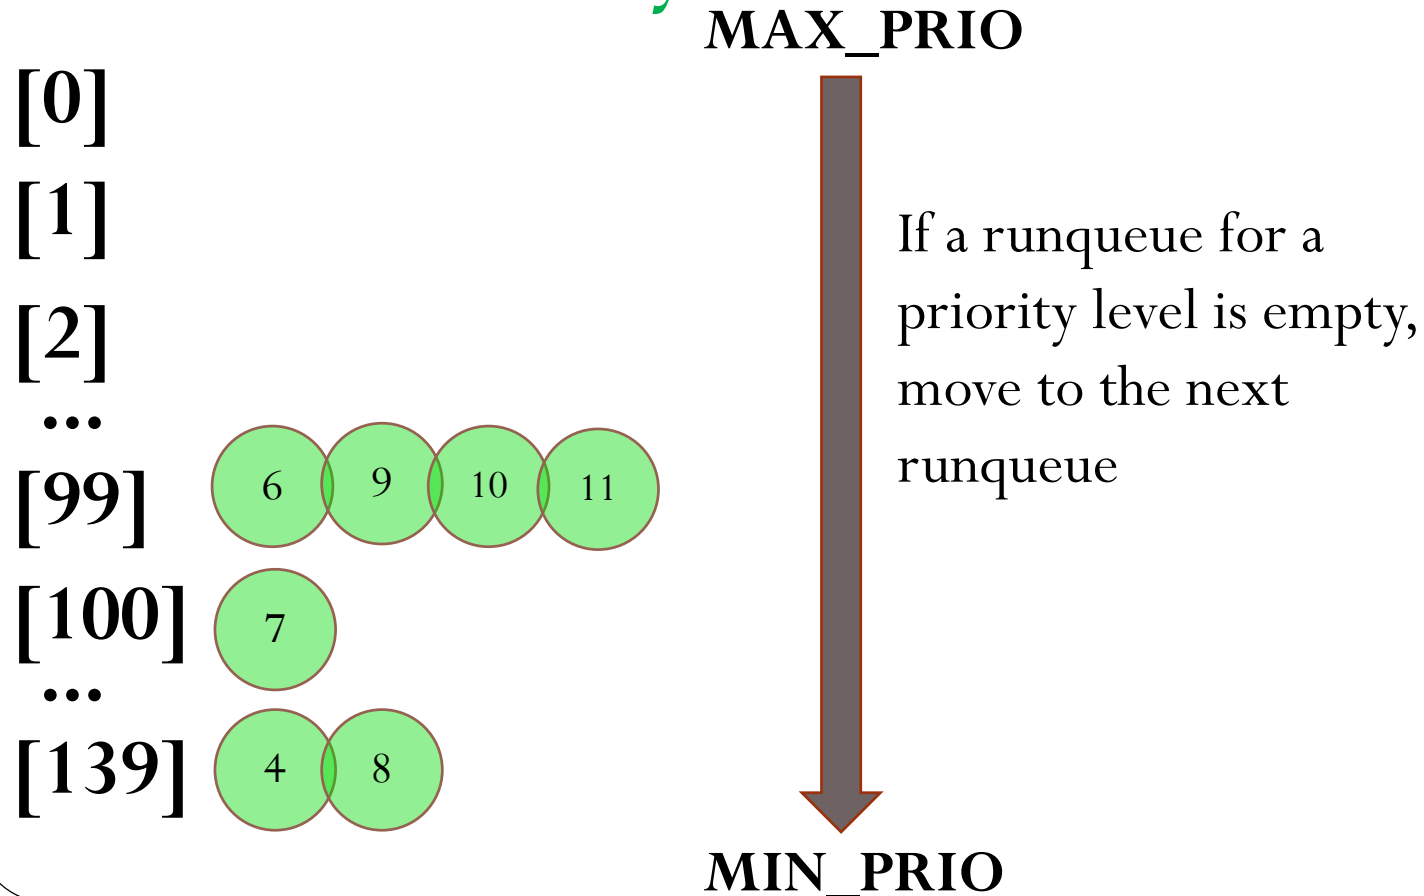 MAX_PRIO
[0]
[1]
If a runqueue for a
priority level is empty,
[2]
move to the next
...
runqueue
[99] 6 9 10 11
[100] 7
...
[139] 4 8
MIN_PRIO